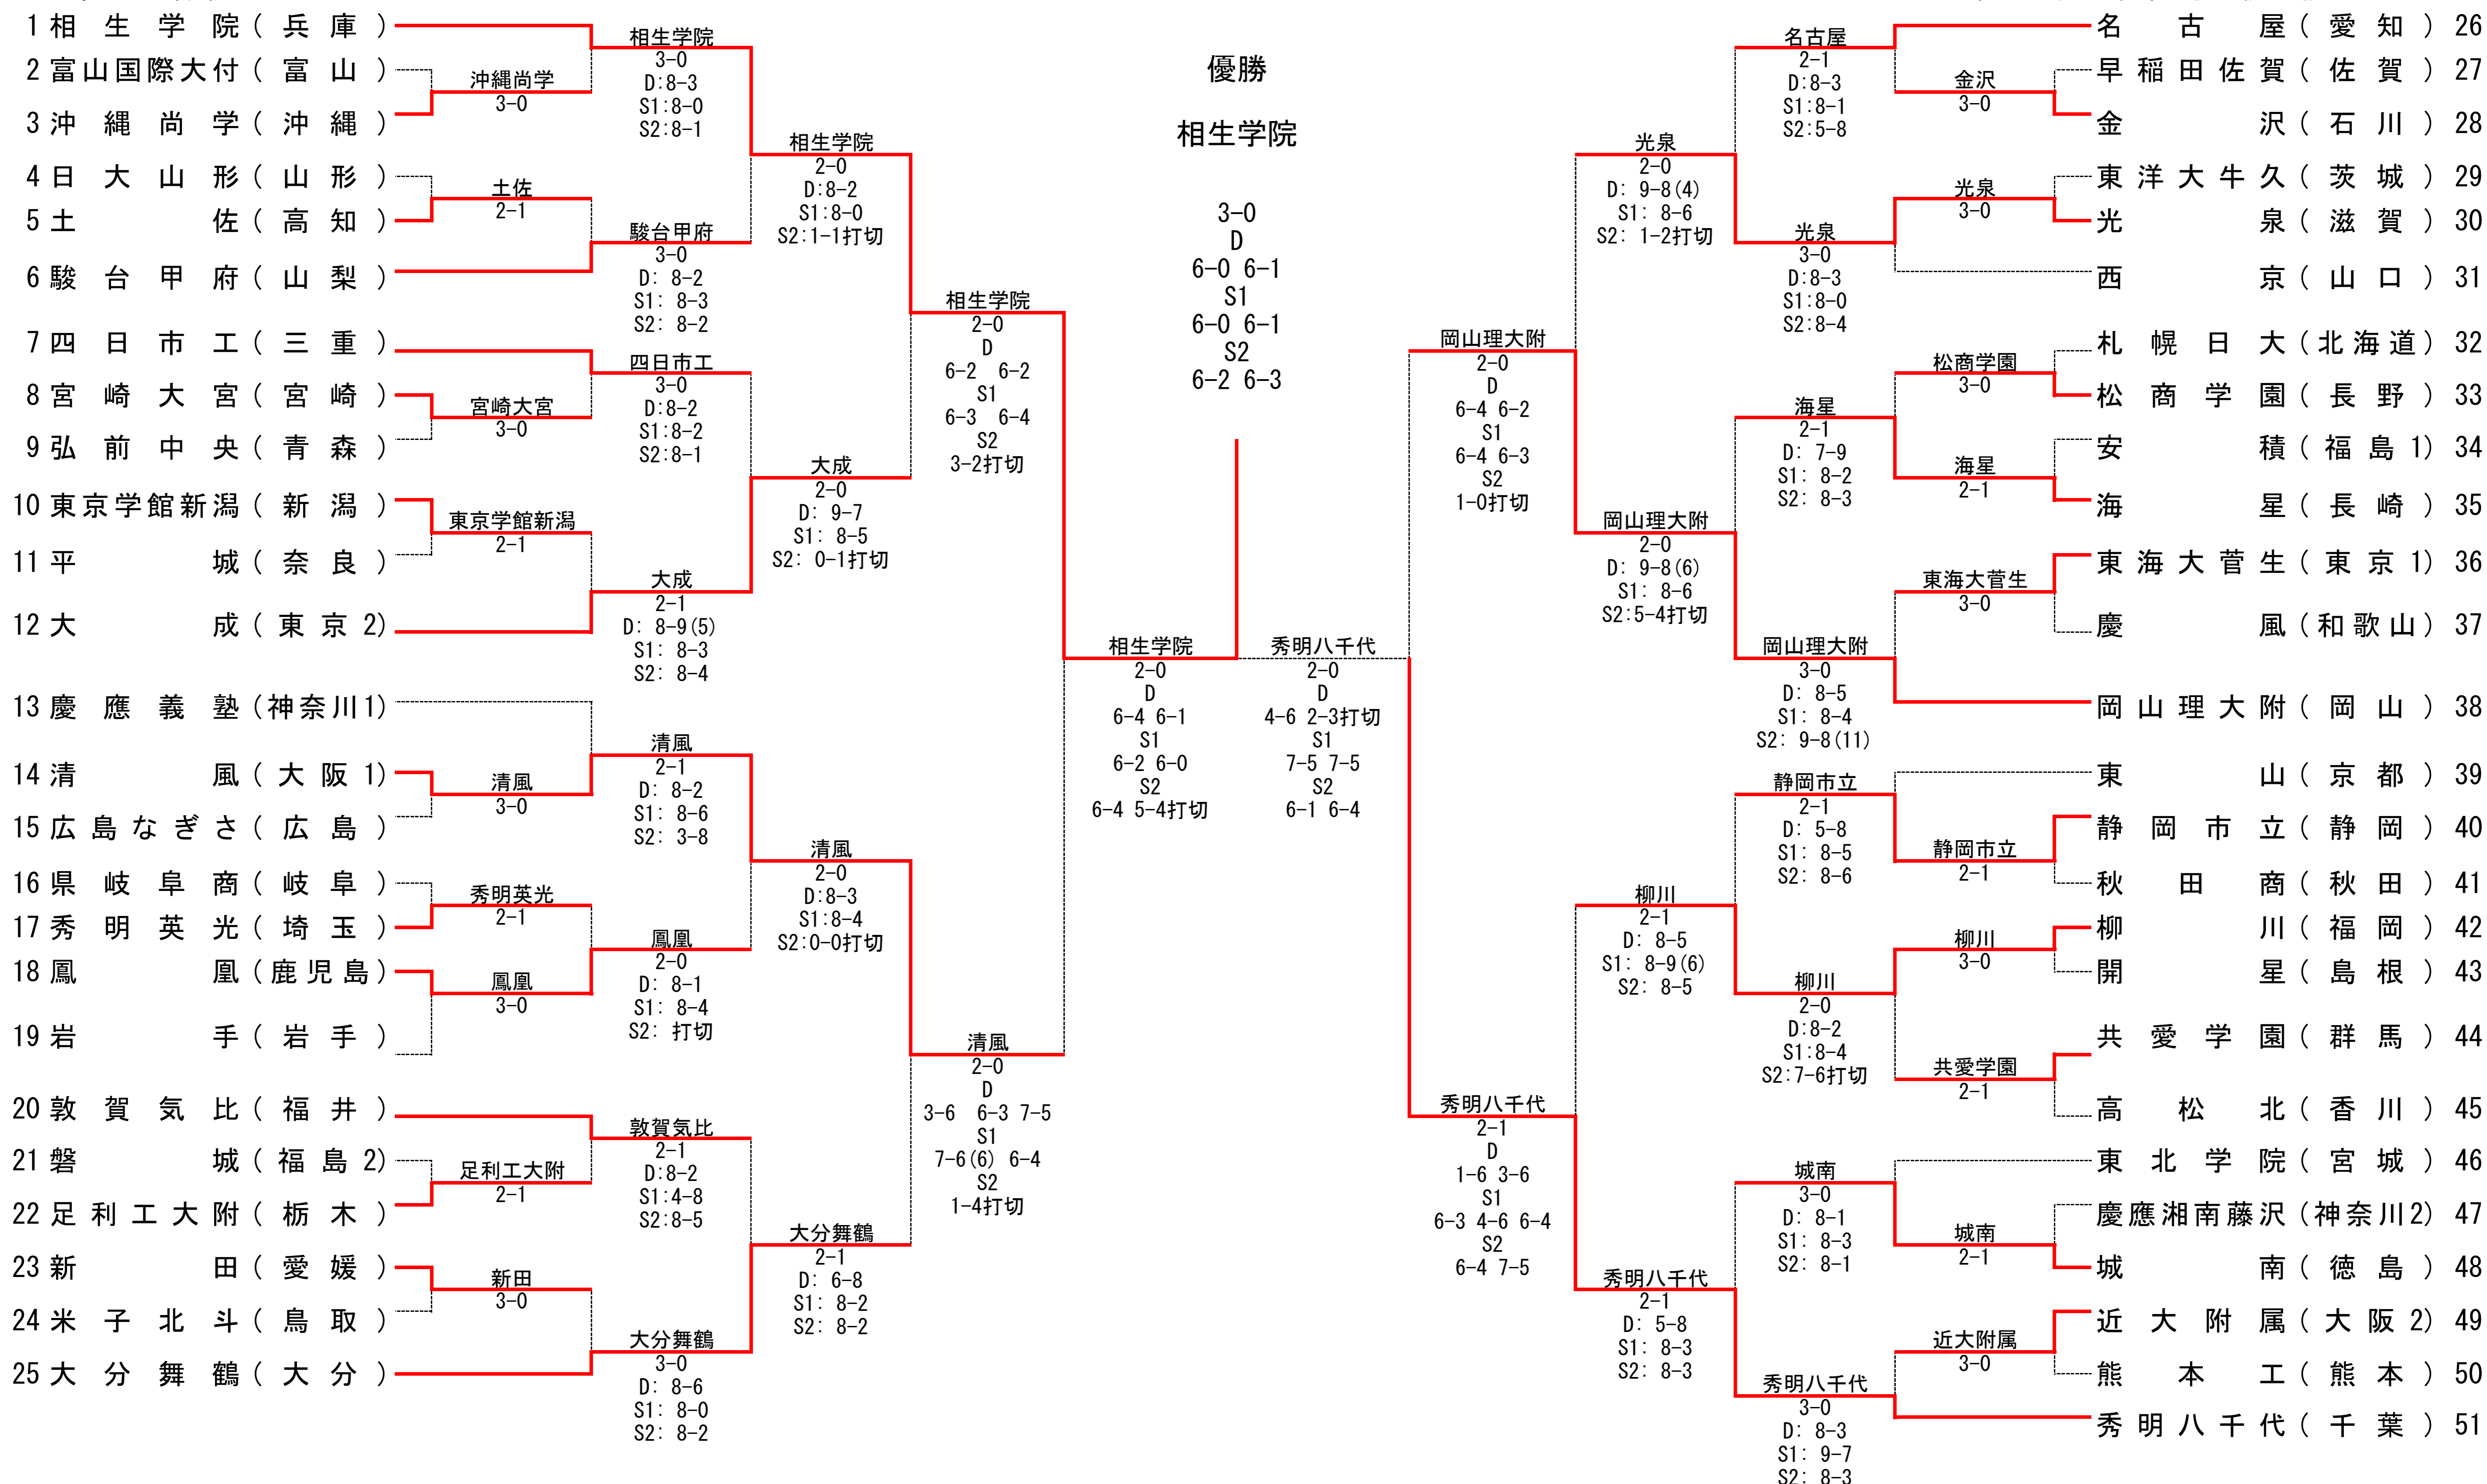 1 相生学院 (兵庫)
2 富山国際大付 (富山)
3 沖縄尚学 (沖縄)
4 日大山形 (山形)
5 土佐 (高知)
6 駿台甲府 (山梨)
7 四日市工 (三重)
8 宮崎大宮 (宮崎)
9 弘前中央 (青森)
10 東京学館新潟 (新潟)
11 平城 (奈良)
12 大成 (東京2)
13 慶應義塾 (神奈川1)
14 清風 (大阪1)
15 広島なぎさ (広島)
16 県岐阜商 (岐阜)
17 秀明英光 (埼玉)
18 鳳凰 (鹿児島)
19 岩手 (岩手)
20 敦賀気比 (福井)
21 磐城 (福島2)
22 足利工大附 (栃木)
23 新田 (愛媛)
24 米子北斗 (鳥取)
25 大分舞鶴 (大分)
沖縄尚学
3-0
土佐
2-1
宮崎大宮
3-0
東京学館新潟
2-1
清風
3-0
秀明英光
2-1
鳳凰
3-0
足利工大附
2-1
新田
3-0
相生学院
3-0
D:8-3
S1:8-0
S2:8-1
駿台甲府
3-0
D: 8-2
S1: 8-3
S2: 8-2
四日市工
3-0
D:8-2
S1:8-2
S2:8-1
大成
2-1
D: 8-9(5)
S1: 8-3
S2: 8-4
清風
2-1
D: 8-2
S1: 8-6
S2: 3-8
鳳凰
2-0
D: 8-1
S1: 8-4
S2: 打切
敦賀気比
2-1
D:8-2
S1:4-8
S2:8-5
大分舞鶴
3-0
D: 8-6
S1: 8-0
S2: 8-2
相生学院
2-0
D:8-2
S1:8-0
S2:1-1打切
大成
2-0
D: 9-7
S1: 8-5
S2: 0-1打切
清風
2-0
D:8-3
S1:8-4
S2:0-0打切
大分舞鶴
2-1
D: 6-8
S1: 8-2
S2: 8-2
相生学院
2-0
D
6-2 6-2
S1
6-3 6-4
S2
3-2打切
清風
2-0
D
3-6 6-3 7-5
S1
7-6(6) 6-4
S2
1-4打切
相生学院
2-0
D
6-4 6-1
S1
6-2 6-0
S2
6-4 5-4打切
優勝
相生学院
3-0
D
6-0 6-1
S1
6-0 6-1
S2
6-2 6-3
秀明八千代
2-0
D
4-6 2-3打切
S1
7-5 7-5
S2
6-1 6-4
岡山理大附
2-0
D
6-4 6-2
S1
6-4 6-3
S2
1-0打切
秀明八千代
2-1
D
1-6 3-6
S1
6-3 4-6 6-4
S2
6-4 7-5
光泉
2-0
D: 9-8(4)
S1: 8-6
S2: 1-2打切
岡山理大附
2-0
D: 9-8(6)
S1: 8-6
S2:5-4打切
柳川
2-1
D: 8-5
S1: 8-9(6)
S2: 8-5
秀明八千代
2-1
D: 5-8
S1: 8-3
S2: 8-3
名古屋
2-1
D:8-3
S1:8-1
S2:5-8
光泉
3-0
D:8-3
S1:8-0
S2:8-4
海星
2-1
D: 7-9
S1: 8-2
S2: 8-3
岡山理大附
3-0
D: 8-5
S1: 8-4
S2: 9-8(11)
静岡市立
2-1
D: 5-8
S1: 8-5
S2: 8-6
柳川
2-0
D:8-2
S1:8-4
S2:7-6打切
城南
3-0
D: 8-1
S1: 8-3
S2: 8-1
秀明八千代
3-0
D: 8-3
S1: 9-7
S2: 8-3
金沢
3-0
光泉
3-0
松商学園
3-0
海星
2-1
東海大菅生
3-0
静岡市立
2-1
柳川
3-0
共愛学園
2-1
城南
2-1
近大附属
3-0
名古屋 (愛知) 26
早稲田佐賀 (佐賀) 27
金沢 (石川) 28
東洋大牛久 (茨城) 29
光泉 (滋賀) 30
西京 (山口) 31
札幌日大 (北海道) 32
松商学園 (長野) 33
安積 (福島1) 34
海星 (長崎) 35
東海大菅生 (東京1) 36
慶風 (和歌山) 37
岡山理大附 (岡山) 38
東山 (京都) 39
静岡市立 (静岡) 40
秋田商 (秋田) 41
柳川 (福岡) 42
開星 (島根) 43
共愛学園 (群馬) 44
高松北 (香川) 45
東北学院 (宮城) 46
慶應湘南藤沢 (神奈川2) 47
城南 (徳島) 48
近大附属 (大阪2) 49
熊本工 (熊本) 50
秀明八千代 (千葉) 51